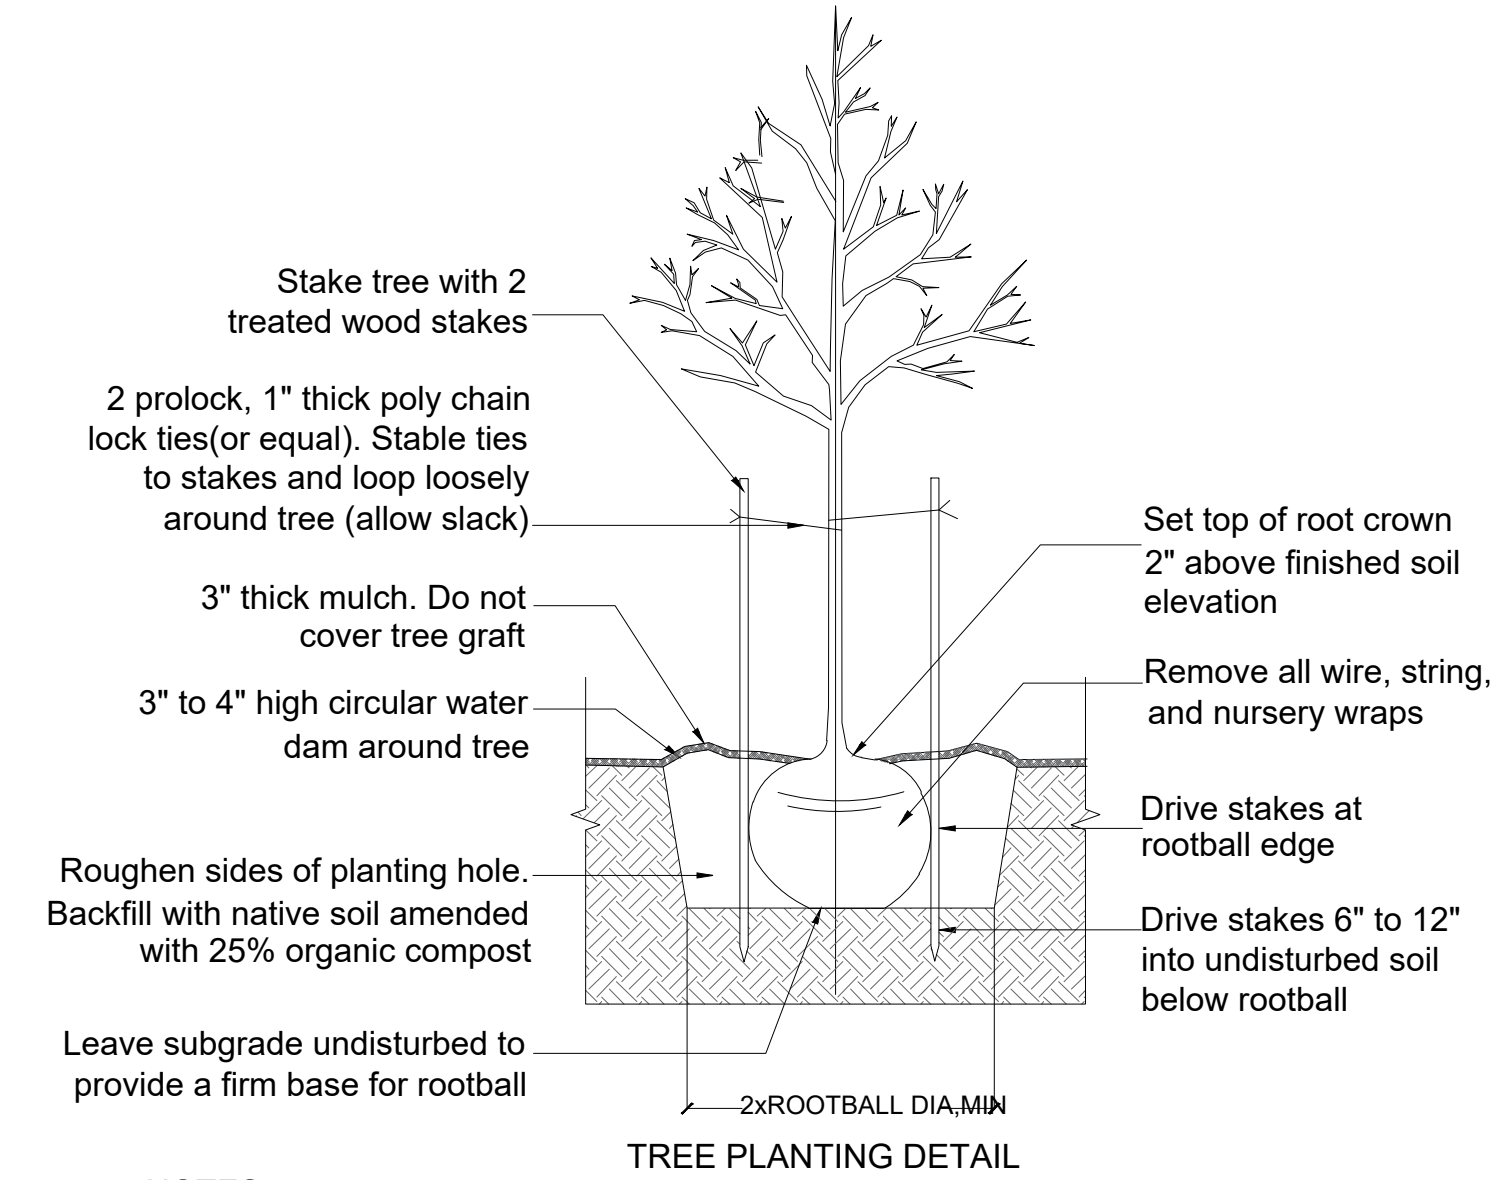 Stake tree with 2
treated wood stakes
2 prolock, 1" thick poly chain
lock ties(or equal). Stable ties
to stakes and loop loosely
around tree (allow slack)
3" thick mulch. Do not
cover tree graft
3" to 4" high circular water
dam around tree
Roughen sides of planting hole.
Backfill with native soil amended
with 25% organic compost
Leave subgrade undisturbed to
provide a firm base for rootball
Set top of root crown
2" above finished soil
elevation
Remove all wire, string,
and nursery wraps
Drive stakes at
rootball edge
Drive stakes 6" to 12"
into undisturbed soil
below rootball
2xROOTBALL DIA,MIN
TREE PLANTING DETAIL